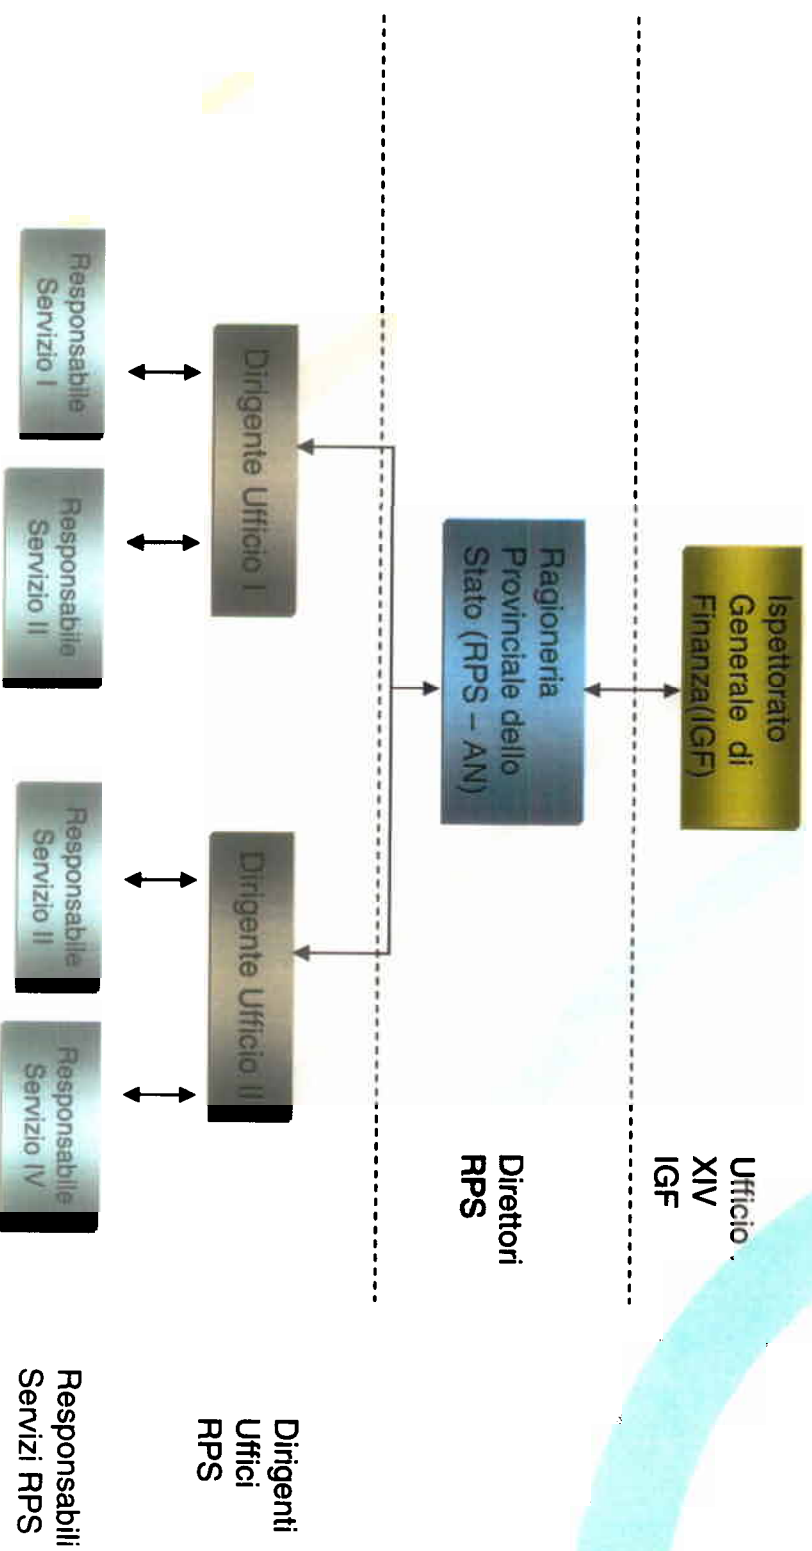 Ispettorato
Generale di
Finanza(IGF)
Ufficio
XIV
IGF
Ragioneria
Provinciale dello
Stato (RPS – AN)
Direttori
RPS
Dirigente Ufficio I
Dirigente Ufficio II
Dirigenti
Uffici
RPS
Responsabile
Servizio I
Responsabile
Servizio II
Responsabile
Servizio II
Responsabile
Servizio IV
Responsabili
Servizi RPS